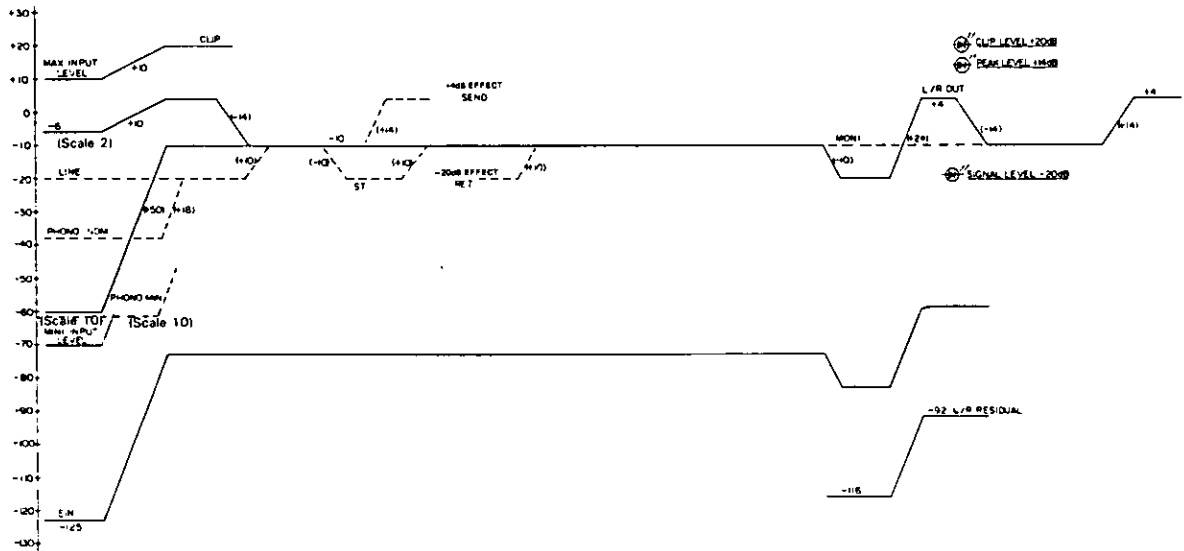 +30
+20
+10
0
-10
-20
-30
-40
-50
-60
-70
-80
-90
-100
-110
-120
-130
CLIP
MAX INPUT
LEVEL
+10
-6
(Scale 2)
+10
(-14)
+4dB EFFECT
SEND
(+14)
-10
(-10)
ST
(+10)
-20dB EFFECT
RET
(+10)
LINE
(+10)
(+50)
(+18)
PHONO NOM
PHONO MIN
(Scale 10)
(Scale 10)
MINI INPUT
LEVEL
EIN
-125
CLIP LEVEL +20dB
PEAK LEVEL +14dB
L/R OUT
+4
MONI
(-10)
(+24)
(-14)
(+14)
+4
SIGNAL LEVEL -20dB
-92 L/R RESIDUAL
-116